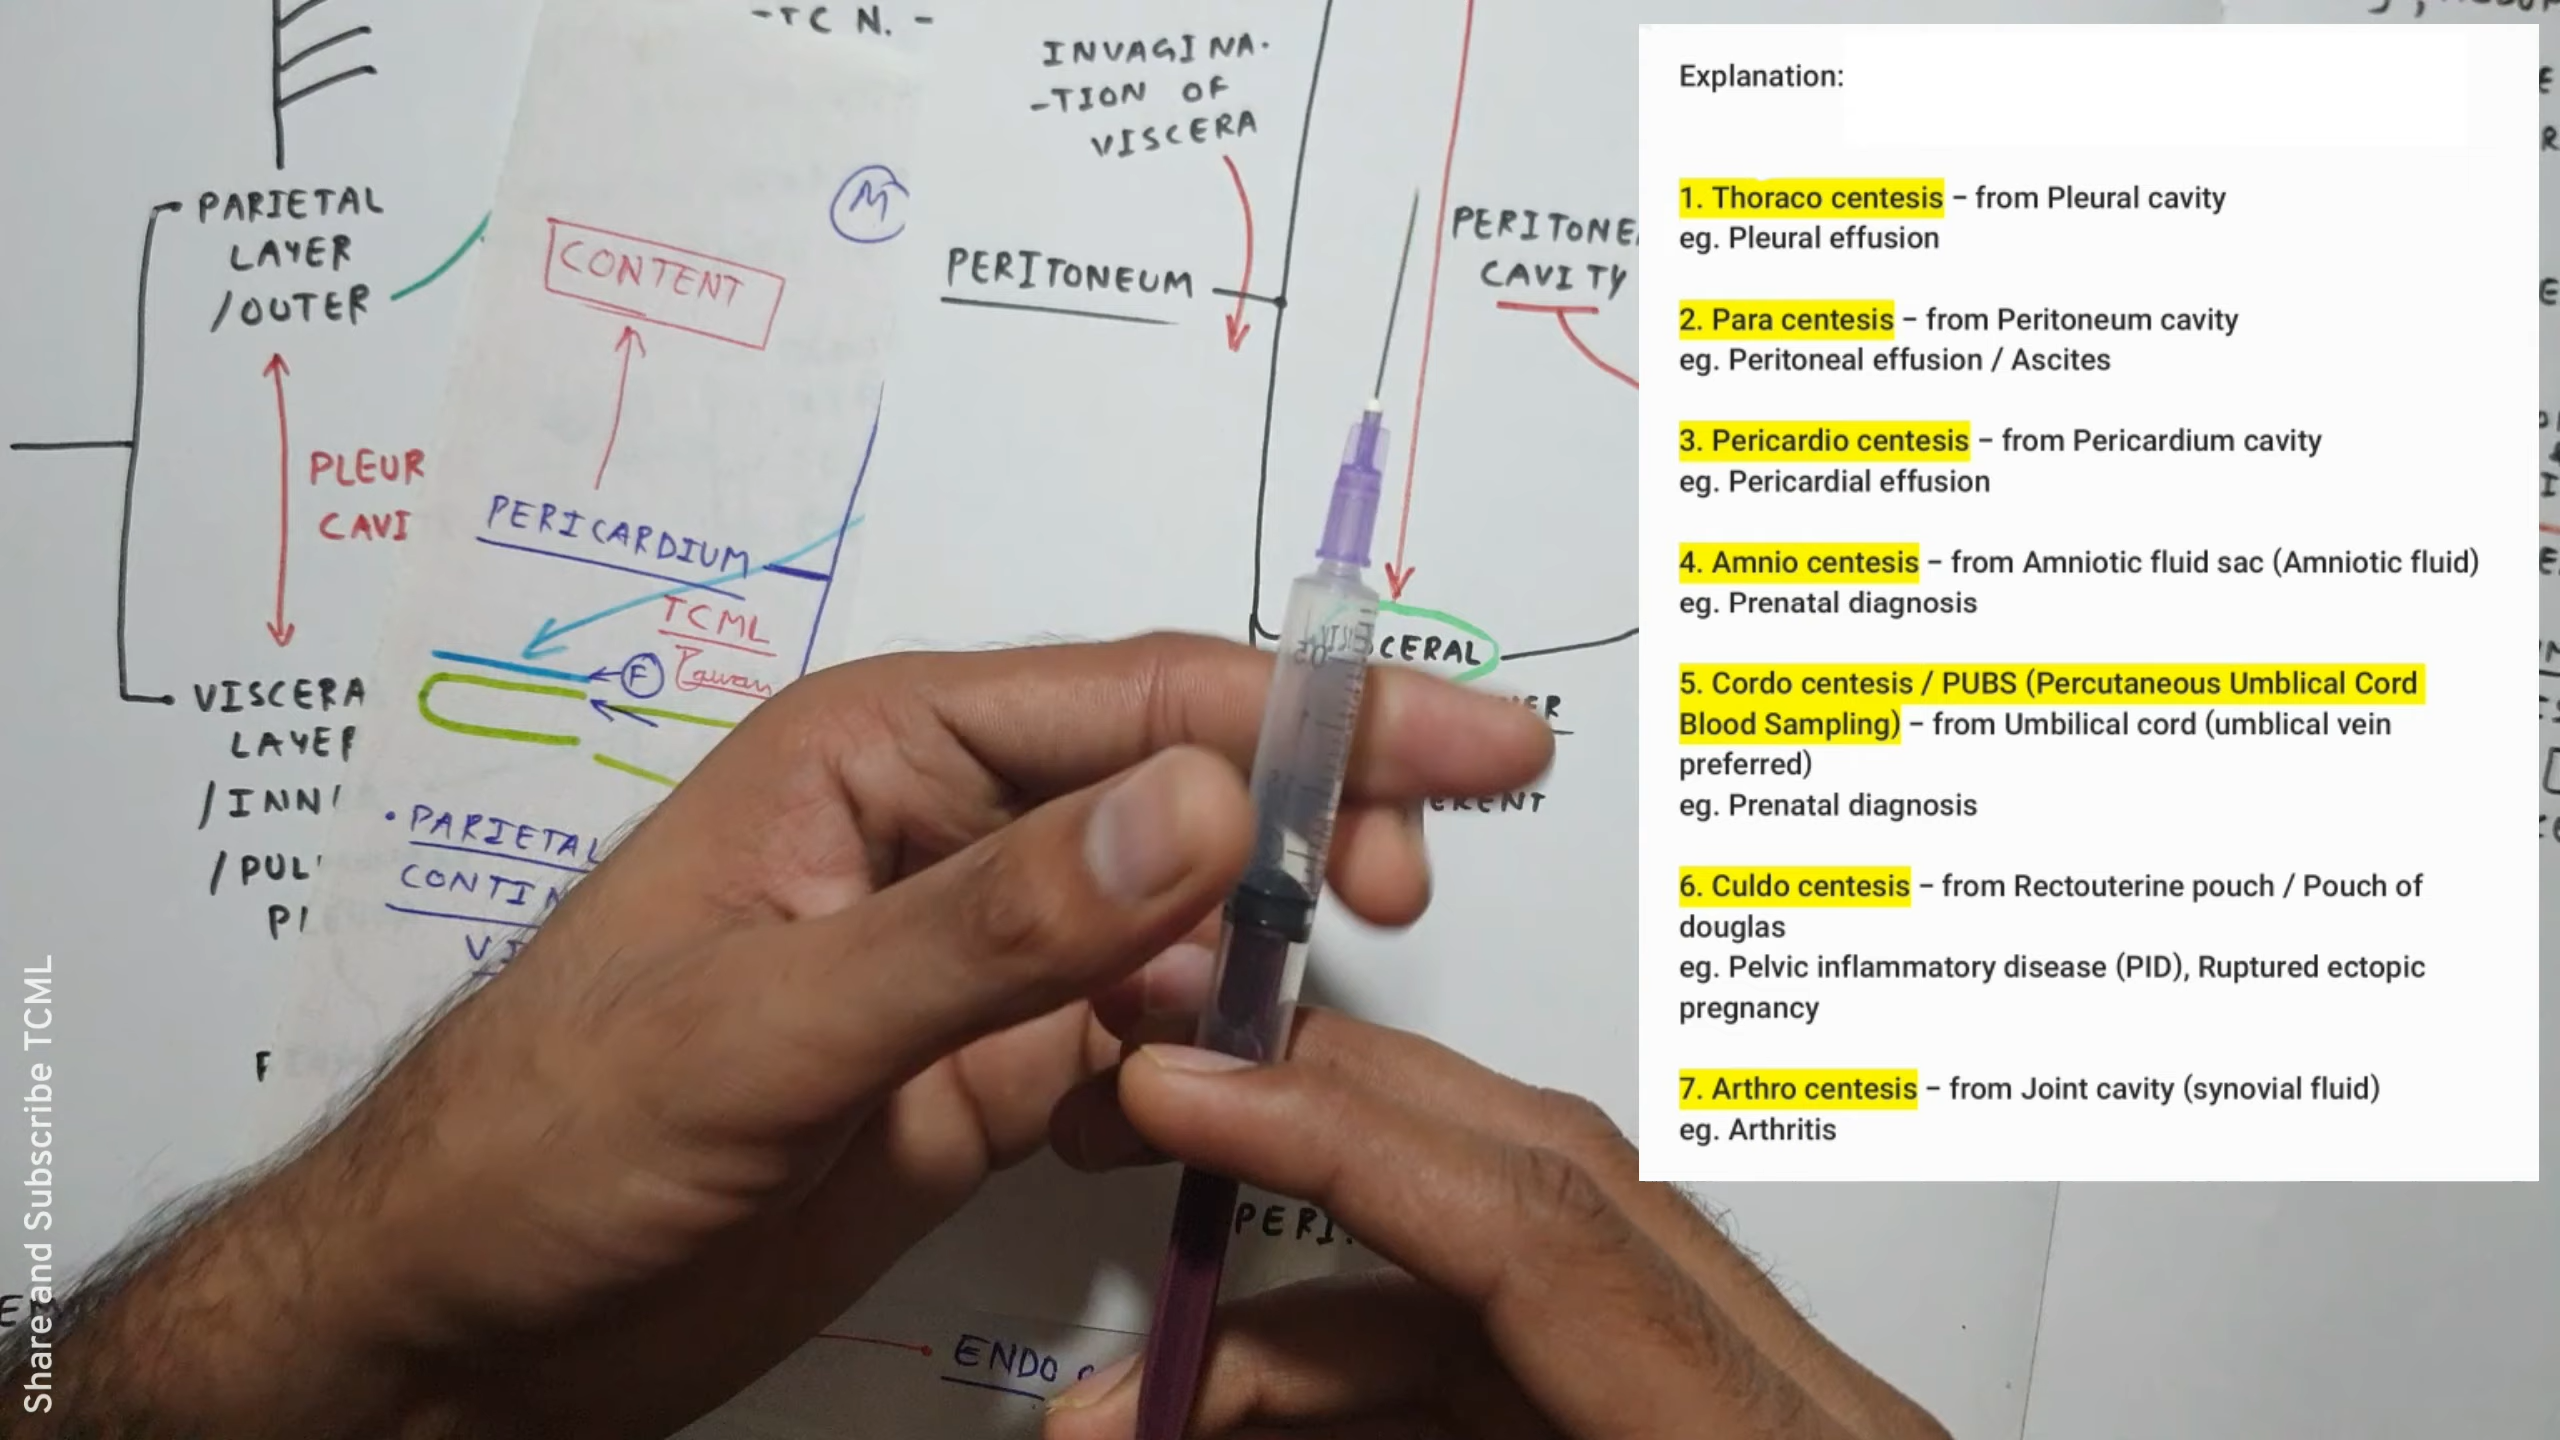 -TC N. -
INVAGINA.
-TION OF
VISCERA
PARIETAL
LAYER
/OUTER
CONTENT
M
PERITONEUM
CAVITY
PLEUR
CAVI
PERICARDIUM
TCML
Pawan
F
CERAL
VISCERA
LAYER
/INN
/PUL
• PARIETAL
CONTIN
PERI.
ENDO
Share and Subscribe TCML
Explanation:
1. Thoraco centesis – from Pleural cavity
eg. Pleural effusion
2. Para centesis – from Peritoneum cavity
eg. Peritoneal effusion / Ascites
3. Pericardio centesis – from Pericardium cavity
eg. Pericardial effusion
4. Amnio centesis – from Amniotic fluid sac (Amniotic fluid)
eg. Prenatal diagnosis
5. Cordo centesis / PUBS (Percutaneous Umblical Cord
Blood Sampling) – from Umbilical cord (umblical vein
preferred)
eg. Prenatal diagnosis
6. Culdo centesis – from Rectouterine pouch / Pouch of
douglas
eg. Pelvic inflammatory disease (PID), Ruptured ectopic
pregnancy
7. Arthro centesis – from Joint cavity (synovial fluid)
eg. Arthritis